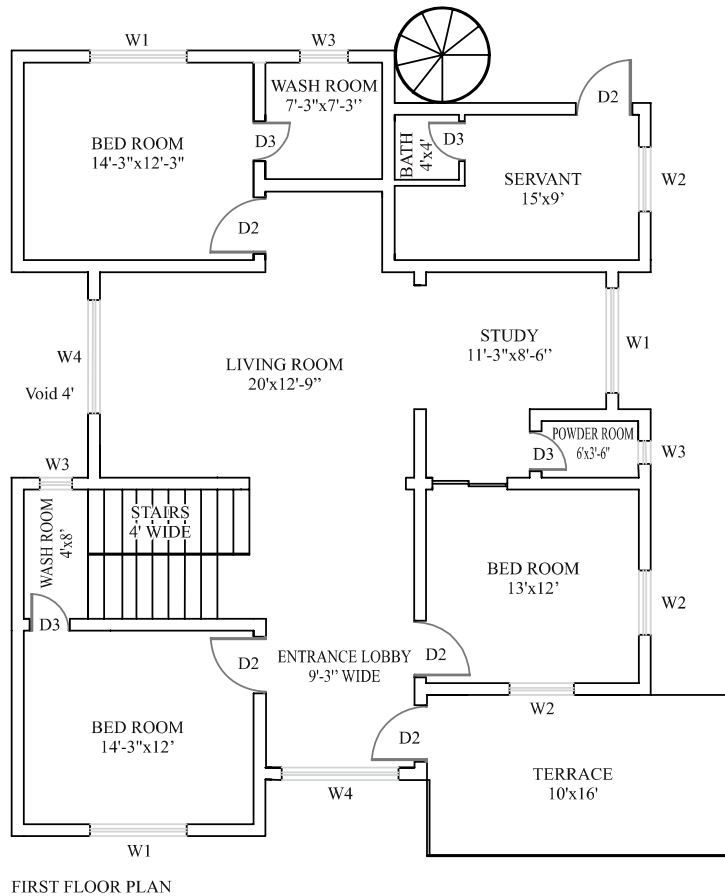 W1
W3
WASH ROOM
7'-3"x7'-3’’
D2
BED ROOM
14'-3"x12'-3"
D3
BATH
4'x4'
D3
SERVANT
15'x9’
W2
D2
W4
Void 4'
LIVING ROOM
20'x12'-9”
STUDY
11'-3"x8'-6’’
W1
POWDER ROOM
6'x3'-6"
D3
W3
W3
WASH ROOM
4'x8'
STAIRS
4' WIDE
BED ROOM
13'x12’
W2
D3
D2
ENTRANCE LOBBY
9'-3” WIDE
D2
BED ROOM
14'-3"x12’
W2
D2
TERRACE
10'x16'
W4
W1
FIRST FLOOR PLAN